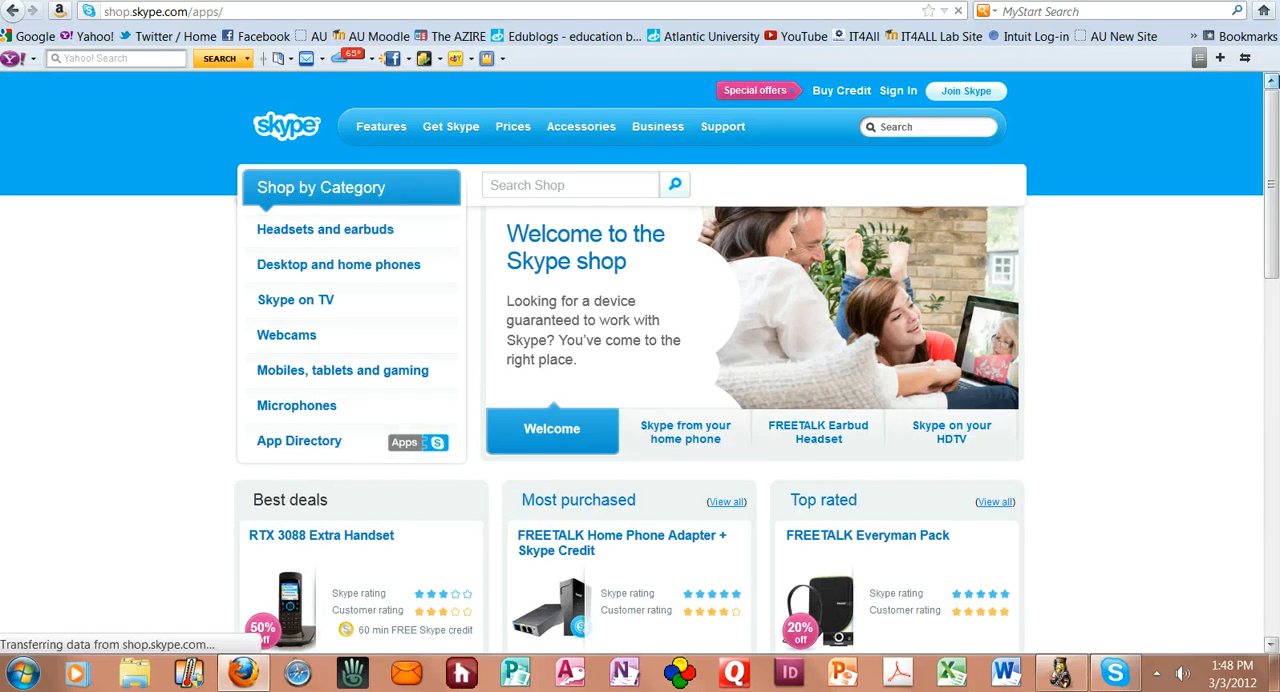 shop.skype.com/apps/
MyStart Search
Google Yahoo! Twitter / Home Facebook AU AU Moodle The AZIRE Edublogs - education b... Atlantic University YouTube IT4All IT4ALL Lab Site Intuit Log-in AU New Site » Bookmarks
Yahoo! Search SEARCH 65°
Special offers Buy Credit Sign In Join Skype
skype Features Get Skype Prices Accessories Business Support Search
Shop by Category
Search Shop
Headsets and earbuds
Desktop and home phones
Skype on TV
Webcams
Mobiles, tablets and gaming
Microphones
App Directory Apps
Welcome to the
Skype shop
Looking for a device
guaranteed to work with
Skype? You've come to the
right place.
Welcome
Skype from your
home phone
FREETALK Earbud
Headset
Skype on your
HDTV
Best deals
RTX 3088 Extra Handset
Skype rating
Customer rating
60 min FREE Skype credit
50%
off
Most purchased (View all)
FREETALK Home Phone Adapter +
Skype Credit
Skype rating
Customer rating
Top rated (View all)
FREETALK Everyman Pack
Skype rating
Customer rating
20%
off
Transferring data from shop.skype.com...
1:48 PM
3/3/2012